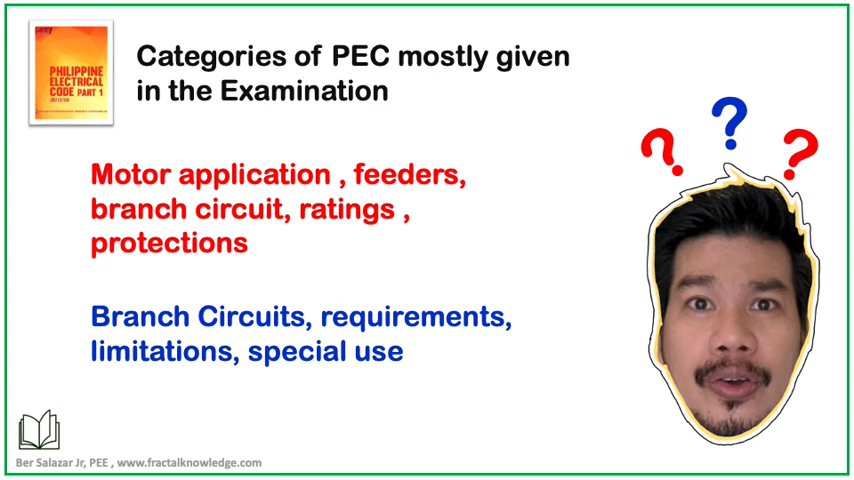 PHILIPPINE
ELECTRICAL
CODE PART 1
Categories of PEC mostly given
in the Examination
? ? ?
Motor application , feeders,
branch circuit, ratings ,
protections
Branch Circuits, requirements,
limitations, special use
Ber Salazar Jr, PEE , www.fractalknowledge.com